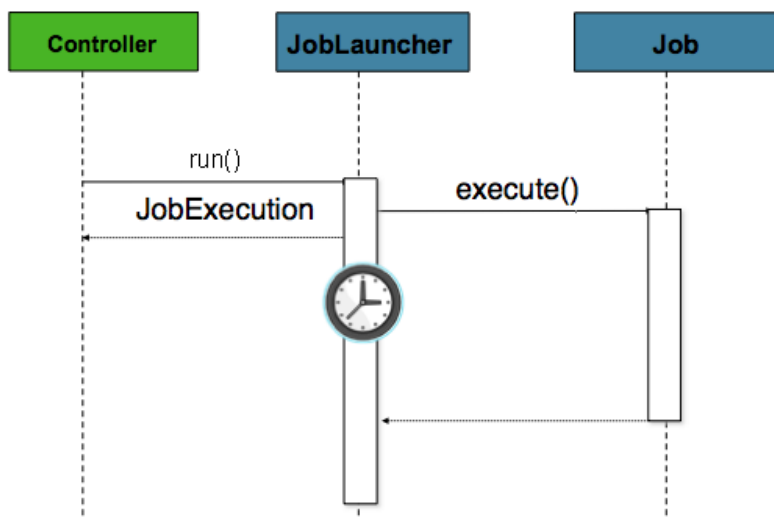 Controller
JobLauncher
Job
run()
execute()
JobExecution